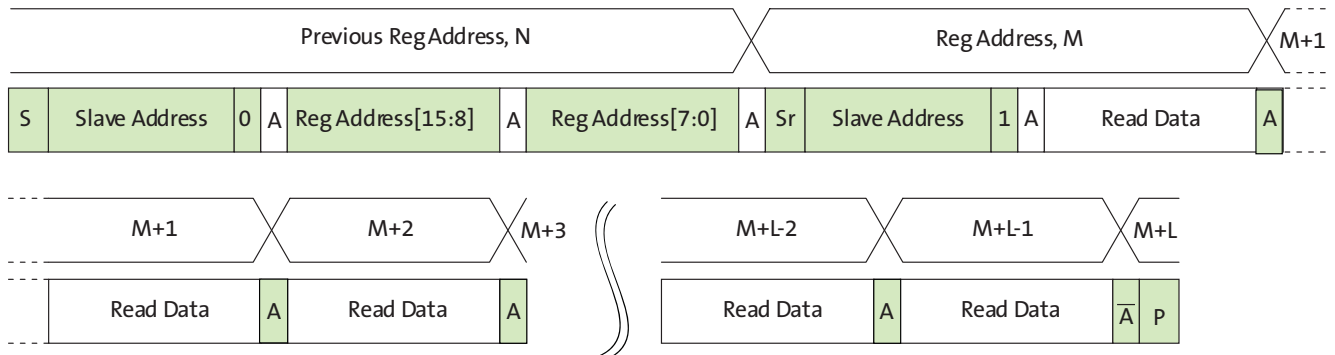 Previous Reg Address, N Reg Address, M M+1
S Slave Address 0 A Reg Address[15:8] A Reg Address[7:0] A Sr Slave Address 1 A Read Data A
M+1 M+2 M+3 M+L-2 M+L-1 M+L
Read Data A Read Data A Read Data A Read Data A̅ P